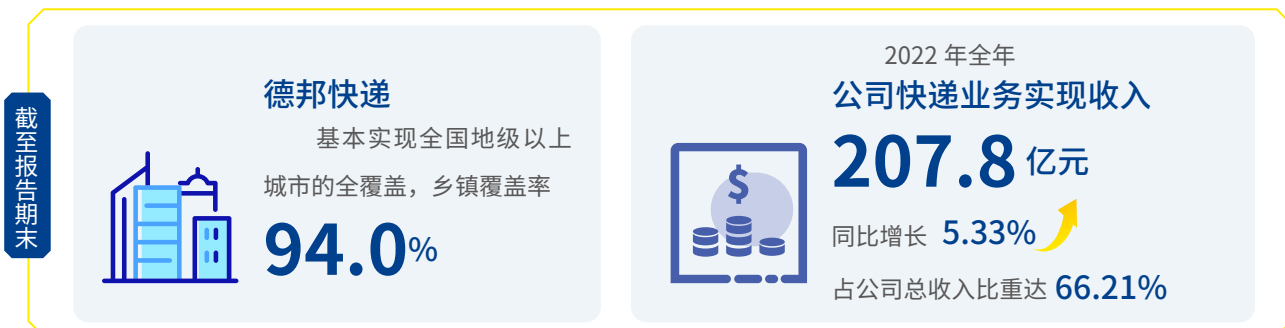 截至报告期末
德邦快递
基本实现全国地级以上
城市的全覆盖，乡镇覆盖率
94.0%
2022 年全年
公司快递业务实现收入
207.8 亿元
同比增长 5.33%
占公司总收入比重达 66.21%